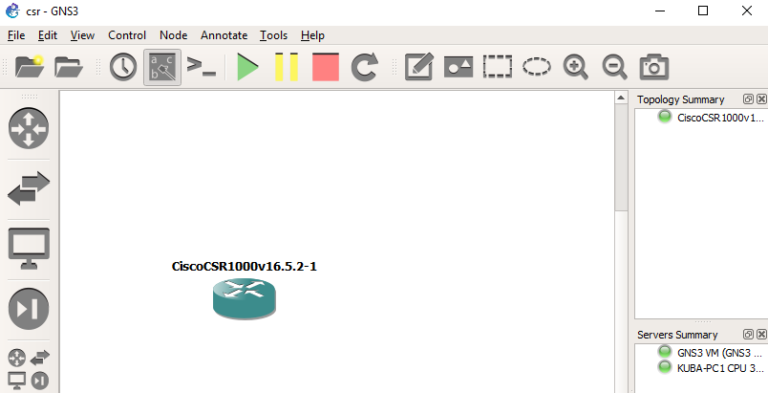 csr - GNS3
File Edit View Control Node Annotate Tools Help
a c
b
Topology Summary
CiscoCSR1000v1...
CiscoCSR1000v16.5.2-1
Servers Summary
GNS3 VM (GNS3 ...
KUBA-PC1 CPU 3...